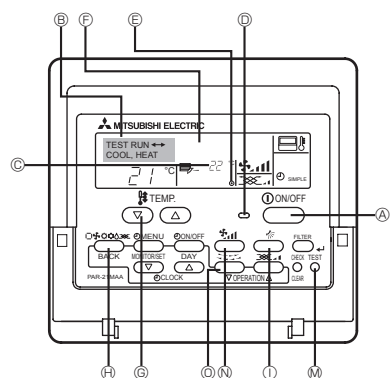 Ⓑ Ⓕ Ⓔ Ⓓ
MITSUBISHI ELECTRIC
TEST RUN ↔
COOL, HEAT
Ⓒ
21 °C
22 °C
SIMPLE
TEMP.
ON/OFF
▽ △
Ⓐ
MENU ON/OFF FILTER
BACK MONITOR/SET DAY CHECK TEST
▽ △ CLEAR
PAR-21MAA CLOCK ▽ OPERATION △
Ⓗ Ⓖ Ⓞ Ⓝ Ⓘ Ⓜ